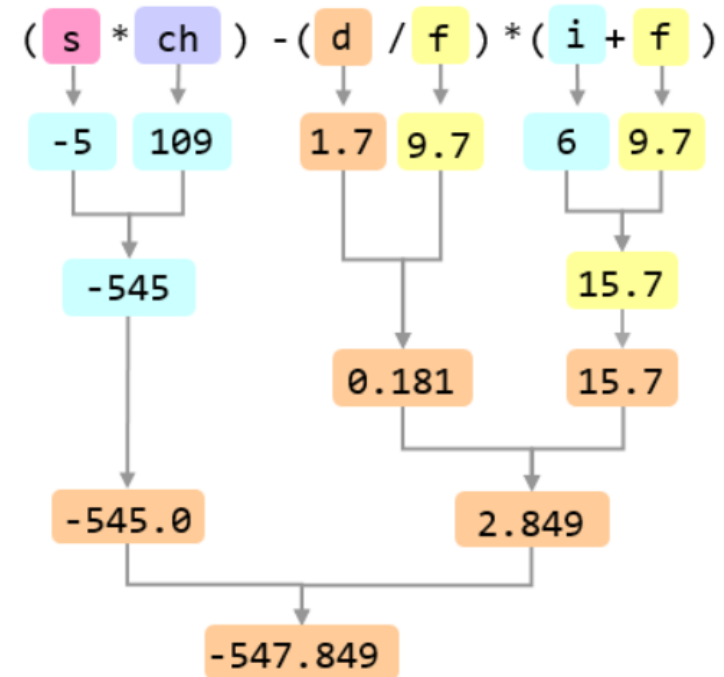 ( s * ch ) -( d / f )*( i + f )
-5 109 1.7 9.7 6 9.7
-545 15.7
0.181 15.7
-545.0 2.849
-547.849